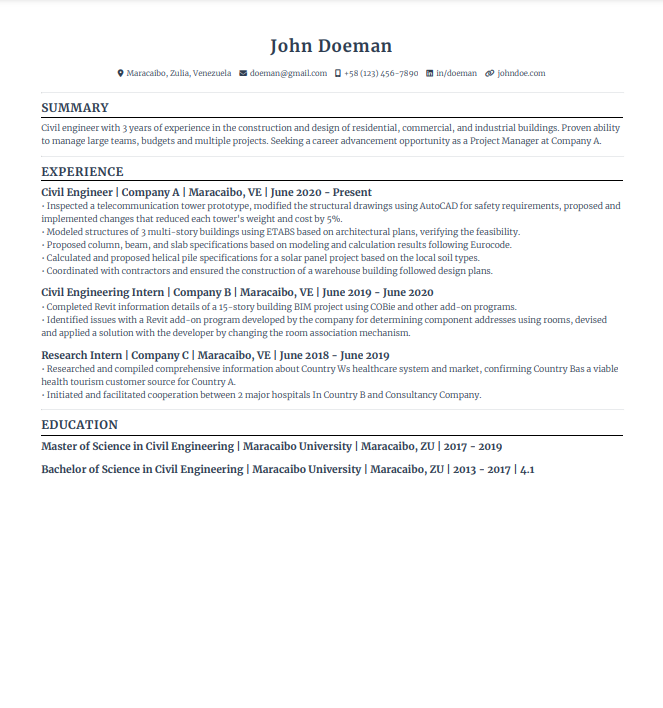 John Doeman
Maracaibo, Zulia, Venezuela doeman@gmail.com +58 (123) 456-7890 in/doeman johndoe.com
SUMMARY
Civil engineer with 3 years of experience in the construction and design of residential, commercial, and industrial buildings. Proven ability
to manage large teams, budgets and multiple projects. Seeking a career advancement opportunity as a Project Manager at Company A.
EXPERIENCE
Civil Engineer | Company A | Maracaibo, VE | June 2020 – Present
• Inspected a telecommunication tower prototype, modified the structural drawings using AutoCAD for safety requirements, proposed and
implemented changes that reduced each tower's weight and cost by 5%.
• Modeled structures of 3 multi-story buildings using ETABS based on architectural plans, verifying the feasibility.
• Proposed column, beam, and slab specifications based on modeling and calculation results following Eurocode.
• Calculated and proposed helical pile specifications for a solar panel project based on the local soil types.
• Coordinated with contractors and ensured the construction of a warehouse building followed design plans.
Civil Engineering Intern | Company B | Maracaibo, VE | June 2019 – June 2020
• Completed Revit information details of a 15-story building BIM project using COBie and other add-on programs.
• Identified issues with a Revit add-on program developed by the company for determining component addresses using rooms, devised
and applied a solution with the developer by changing the room association mechanism.
Research Intern | Company C | Maracaibo, VE | June 2018 – June 2019
• Researched and compiled comprehensive information about Country Ws healthcare system and market, confirming Country Bas a viable
health tourism customer source for Country A.
• Initiated and facilitated cooperation between 2 major hospitals In Country B and Consultancy Company.
EDUCATION
Master of Science in Civil Engineering | Maracaibo University | Maracaibo, ZU | 2017 – 2019
Bachelor of Science in Civil Engineering | Maracaibo University | Maracaibo, ZU | 2013 – 2017 | 4.1